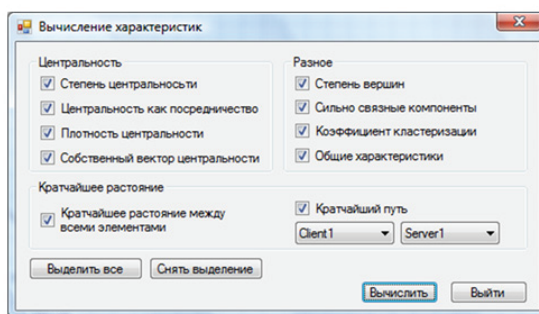 Вычисление характеристик
Центральность
Степень центральносьти
Центральность как посредничество
Плотность центральности
Собственный вектор центральности
Разное
Степень вершин
Сильно связные компоненты
Коэффициент кластеризации
Общие характеристики
Кратчайшее растояние
Кратчайшее растояние между
всеми элементами
Кратчайший путь
Client1
Server1
Выделить все
Снять выделение
Вычислить
Выйти